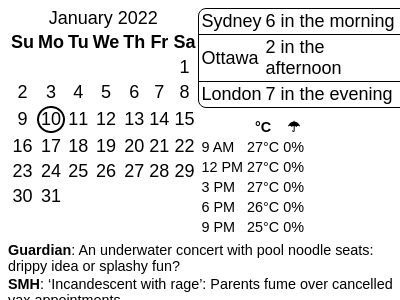 January 2022
Su Mo Tu We Th Fr Sa
1
2 3 4 5 6 7 8
9 10 11 12 13 14 15
16 17 18 19 20 21 22
23 24 25 26 27 28 29
30 31
Sydney 6 in the morning
Ottawa 2 in the
afternoon
London 7 in the evening
°C ☂
9 AM 27°C 0%
12 PM 27°C 0%
3 PM 27°C 0%
6 PM 26°C 0%
9 PM 25°C 0%
Guardian: An underwater concert with pool noodle seats:
drippy idea or splashy fun?
SMH: ‘Incandescent with rage’: Parents fume over cancelled
vax appointments